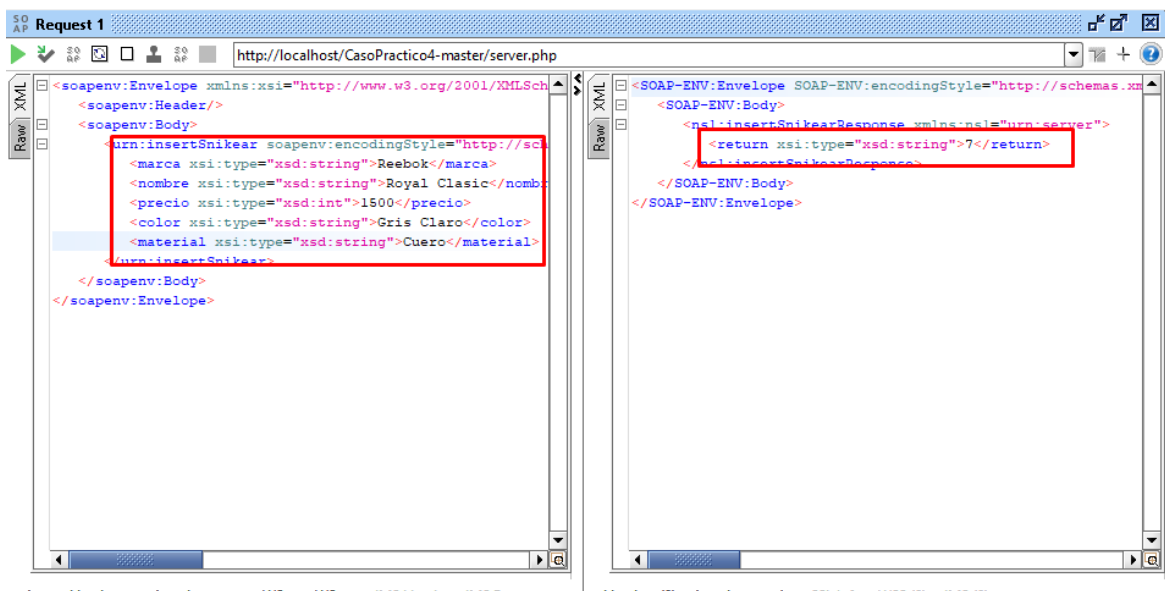 SO AP Request 1
http://localhost/CasoPractico4-master/server.php
XML
Raw
<soapenv:Envelope xmlns:xsi="http://www.w3.org/2001/XMLSch
<soapenv:Header/>
<soapenv:Body>
<urn:insertSnikear soapenv:encodingStyle="http://sch
<marca xsi:type="xsd:string">Reebok</marca>
<nombre xsi:type="xsd:string">Royal Clasic</nombr
<precio xsi:type="xsd:int">1500</precio>
<color xsi:type="xsd:string">Gris Claro</color>
<material xsi:type="xsd:string">Cuero</material>
</urn:insertSnikear>
</soapenv:Body>
</soapenv:Envelope>
XML
Raw
<SOAP-ENV:Envelope SOAP-ENV:encodingStyle="http://schemas.xm
<SOAP-ENV:Body>
<ns1:insertSnikearResponse xmlns:ns1="urn:server">
<return xsi:type="xsd:string">7</return>
</ns1:insertSnikearResponse>
</SOAP-ENV:Body>
</SOAP-ENV:Envelope>